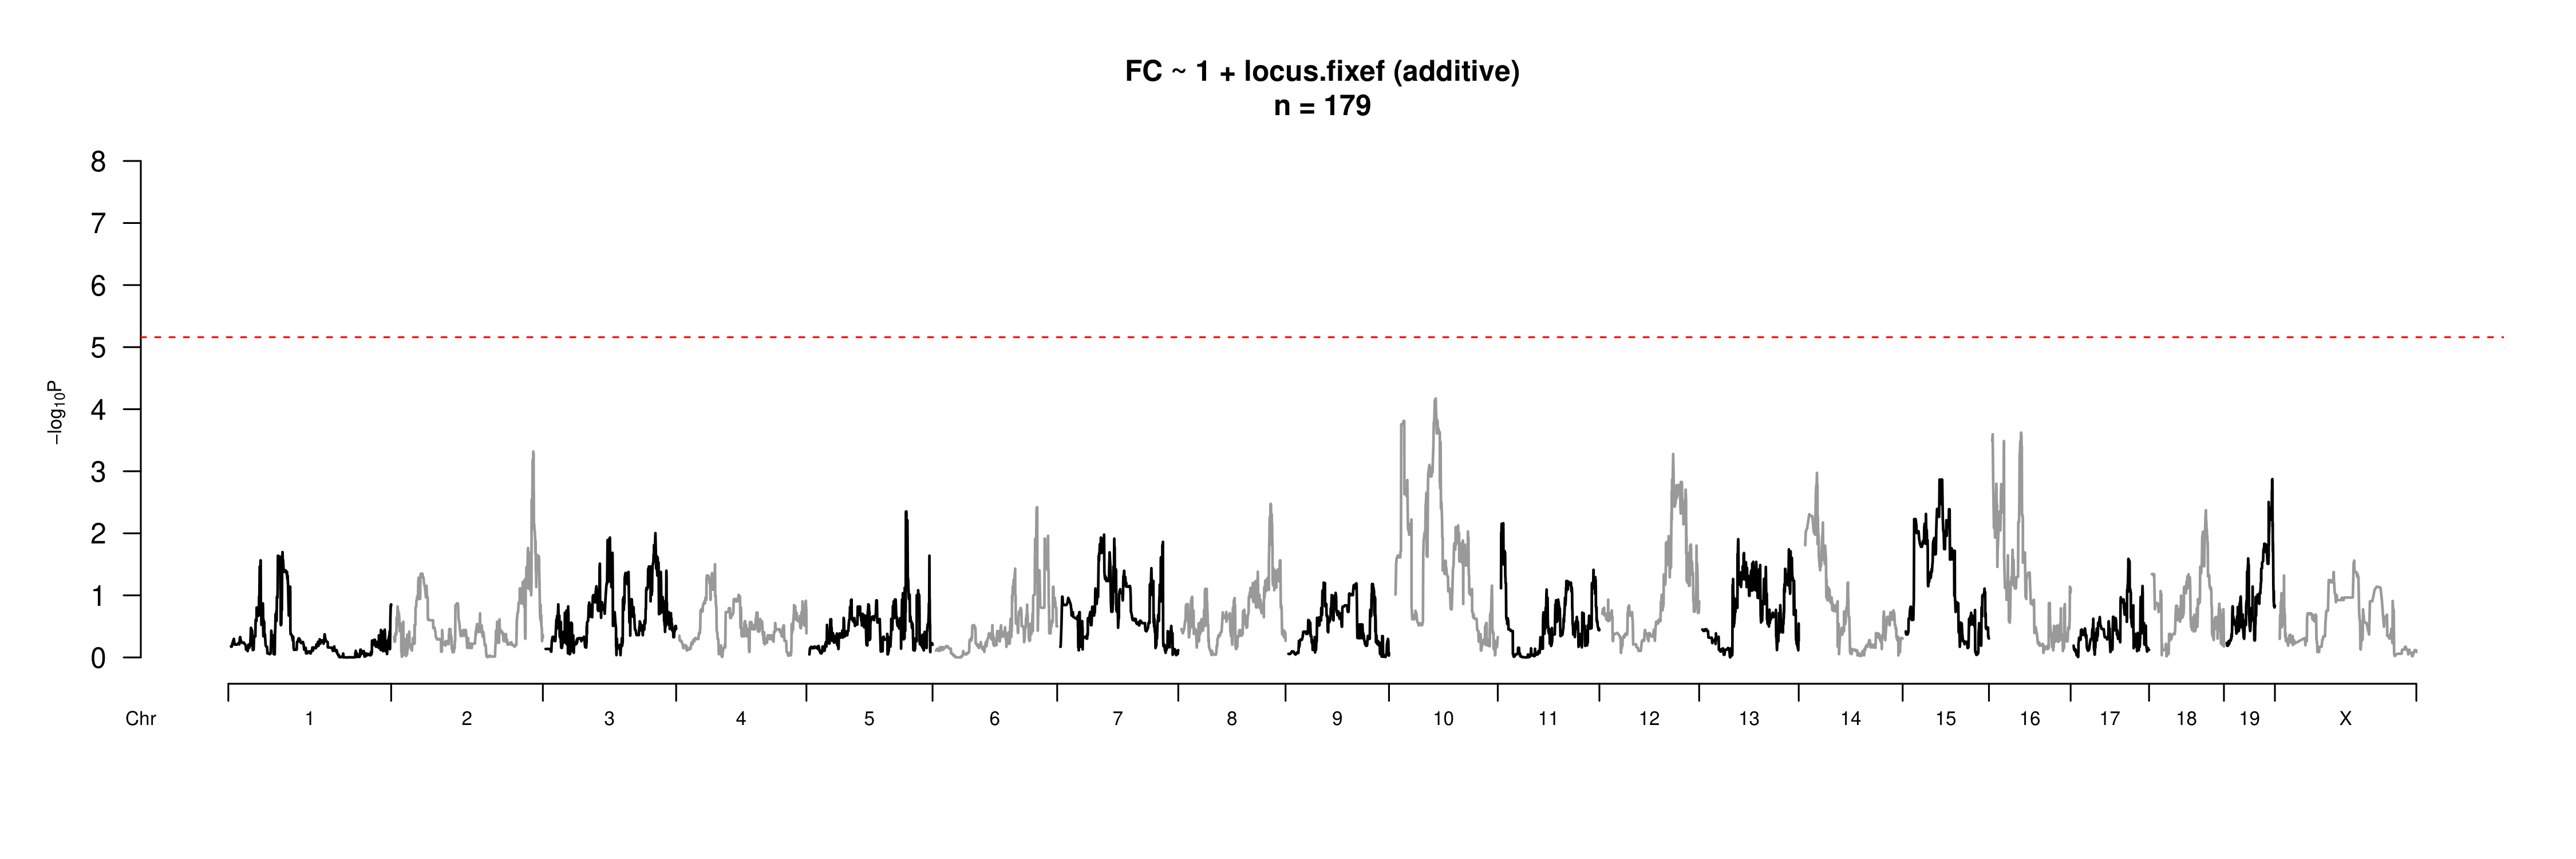 FC ~ 1 + locus.fixef (additive)
n = 179
8
7
6
5
4
3
2
1
0
−log10P
Chr 1 2 3 4 5 6 7 8 9 10 11 12 13 14 15 16 17 18 19 X